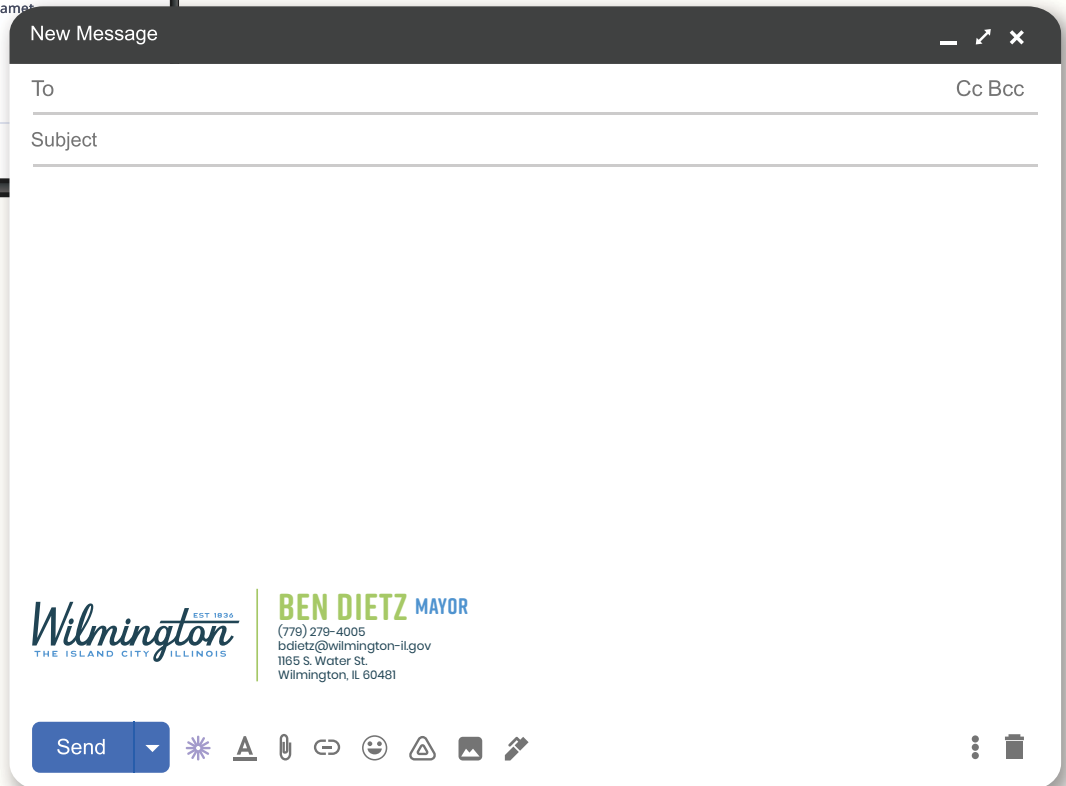 amet
New Message
To
Cc Bcc
Subject
Wilmington
EST 1836
THE ISLAND CITY ILLINOIS
BEN DIETZ MAYOR
(779) 279-4005
bdietz@wilmington-il.gov
1165 S. Water St.
Wilmington, IL 60481
Send